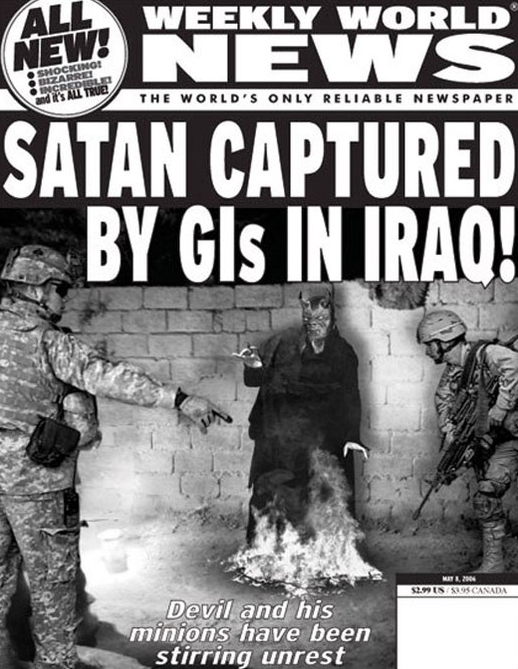 ALL
NEW!
• SHOCKING!
• BIZARRE!
• INCREDIBLE!
and it's ALL TRUE!
WEEKLY WORLD
NEWS®
THE WORLD'S ONLY RELIABLE NEWSPAPER
SATAN CAPTURED
BY GIs IN IRAQ!
Devil and his
minions have been
stirring unrest
MAY 8, 2006
$2.99 US / $3.95 CANADA